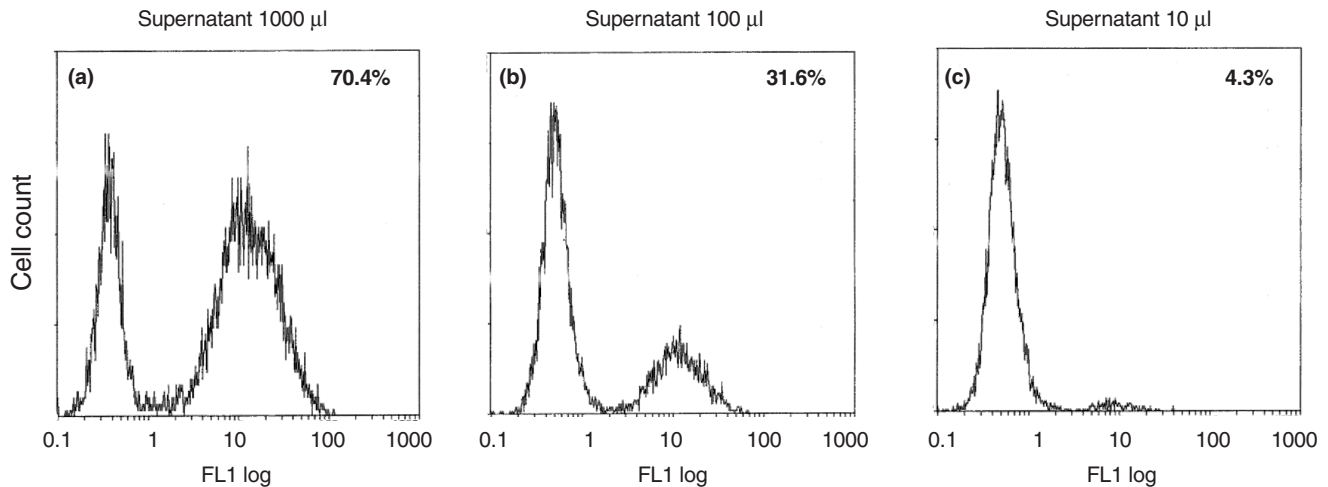 Supernatant 1000 µl
Supernatant 100 µl
Supernatant 10 µl
(a)
70.4%
(b)
31.6%
(c)
4.3%
Cell count
0.1 1 10 100 1000
0.1 1 10 100 1000
0.1 1 10 100 1000
FL1 log
FL1 log
FL1 log